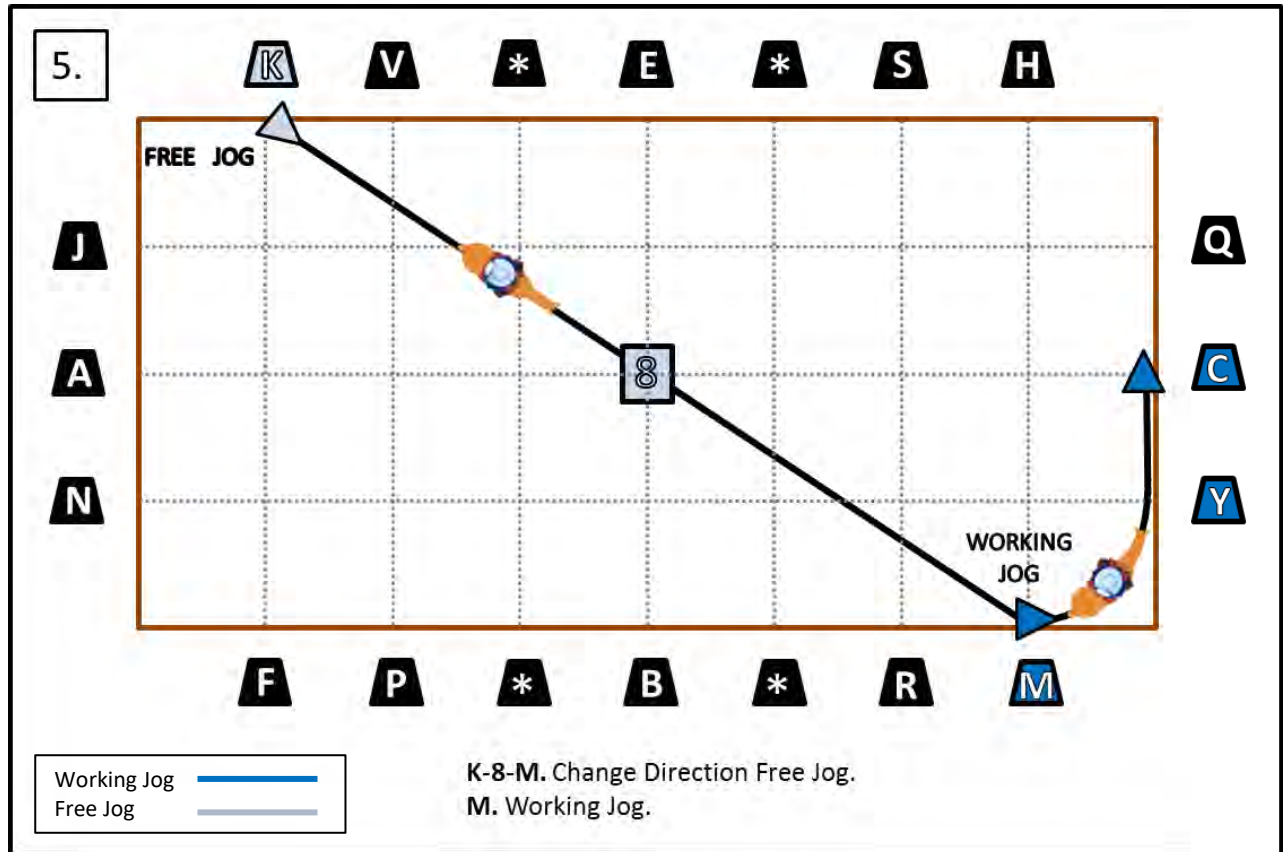 5.
K V * E * S H
FREE JOG
J Q
8
A C
N Y
WORKING
JOG
F P * B * R M
Working Jog
Free Jog
K-8-M. Change Direction Free Jog.
M. Working Jog.